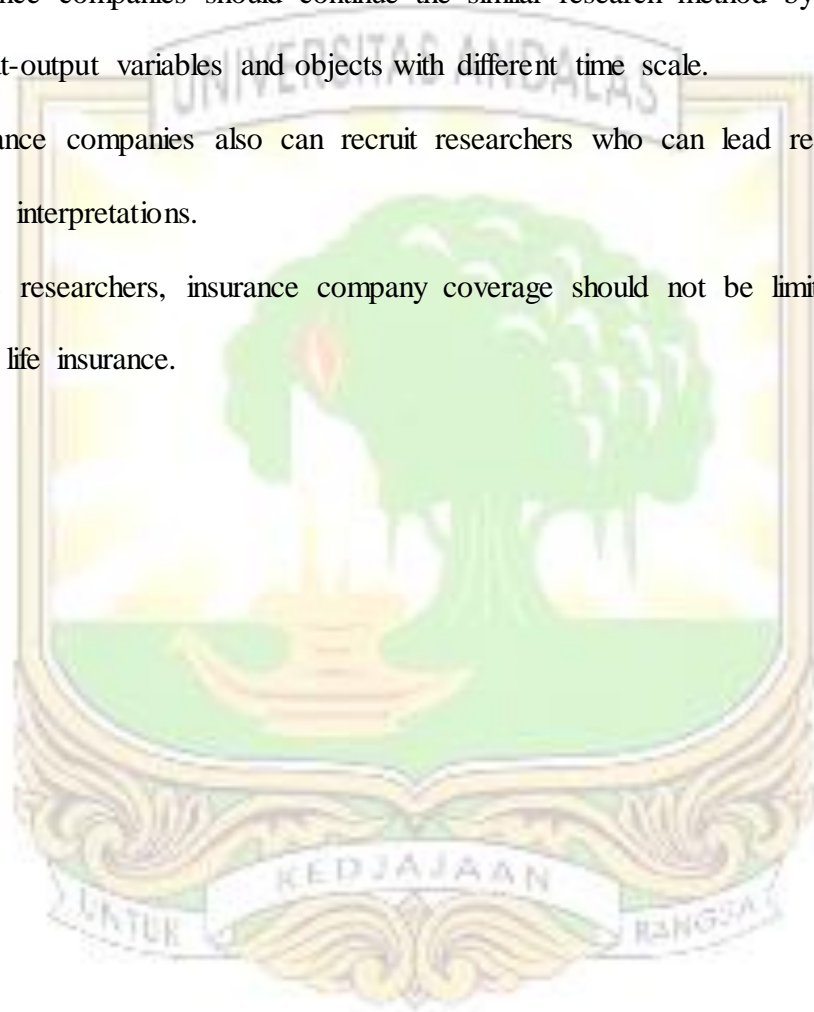 companies should continue the similar research method by
t-output variables and objects with different time scale.
UNIVERSITAS ANDALAS
ance companies also can recruit researchers who can lead re
interpretations.
researchers, insurance company coverage should not be limit
life insurance.
KEDJAJAAN
UNTUK BANGSA